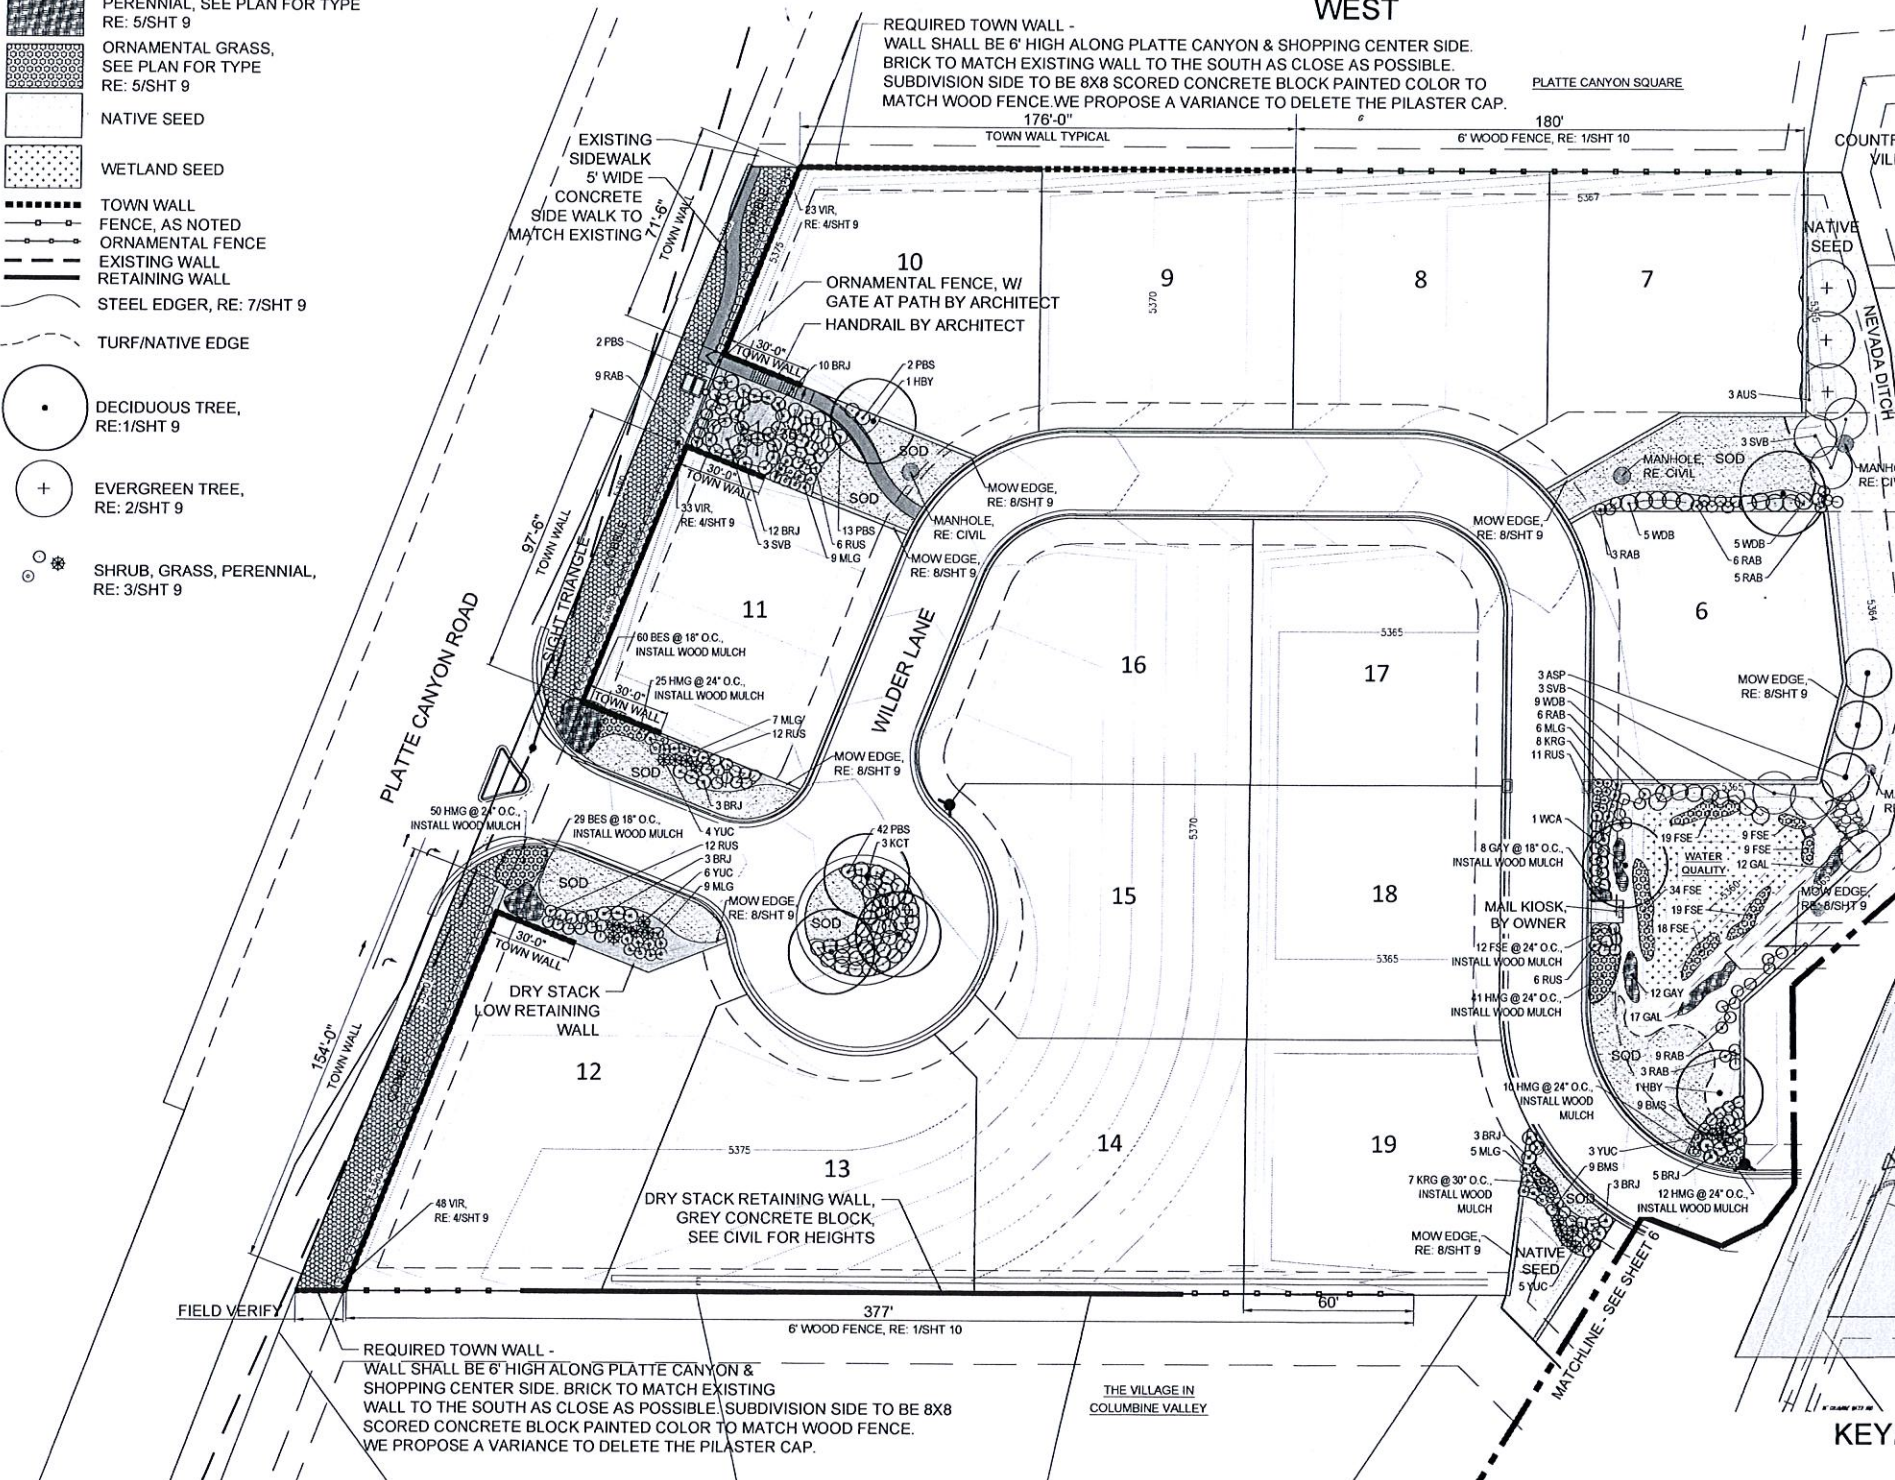 PERENNIAL, SEE PLAN FOR TYPE
RE: 5/SHT 9
ORNAMENTAL GRASS,
SEE PLAN FOR TYPE
RE: 5/SHT 9
NATIVE SEED
WETLAND SEED
TOWN WALL
FENCE, AS NOTED
ORNAMENTAL FENCE
EXISTING WALL
RETAINING WALL
STEEL EDGER, RE: 7/SHT 9
TURF/NATIVE EDGE
DECIDUOUS TREE,
RE:1/SHT 9
EVERGREEN TREE,
RE: 2/SHT 9
SHRUB, GRASS, PERENNIAL,
RE: 3/SHT 9
WEST
REQUIRED TOWN WALL -
WALL SHALL BE 6' HIGH ALONG PLATTE CANYON & SHOPPING CENTER SIDE.
BRICK TO MATCH EXISTING WALL TO THE SOUTH AS CLOSE AS POSSIBLE.
SUBDIVISION SIDE TO BE 8X8 SCORED CONCRETE BLOCK PAINTED COLOR TO
MATCH WOOD FENCE.WE PROPOSE A VARIANCE TO DELETE THE PILASTER CAP.
PLATTE CANYON SQUARE
176'-0"
TOWN WALL TYPICAL
180'
6' WOOD FENCE, RE: 1/SHT 10
EXISTING
SIDEWALK
5' WIDE
CONCRETE
SIDE WALK TO
MATCH EXISTING
71'-6"
TOWN WALL
5375
23 VIR,
RE: 4/SHT 9
10
ORNAMENTAL FENCE, W/
GATE AT PATH BY ARCHITECT
HANDRAIL BY ARCHITECT
9
5370
8
7
5367
NATIVE
SEED
5365
NEVADA DITCH
2 PBS
9 RAB
30'-0"
TOWN WALL
10 BRJ
2 PBS
1 HBY
SOD
SOD
MOW EDGE,
RE: 8/SHT 9
MANHOLE,
RE: CIVIL
MOW EDGE,
RE: 8/SHT 9
30'-0"
TOWN WALL
33 VIR,
RE: 4/SHT 9
12 BRJ
3 SVB
13 PBS
6 RUS
9 MLG
3 AUS
3 SVB
MANHOLE,
RE: CIVIL
SOD
MOW EDGE,
RE: 8/SHT 9
5 WDB
3 RAB
5 WDB
6 RAB
5 RAB
97'-6"
TOWN WALL
SIGHT TRIANGLE
11
60 BES @ 18" O.C.,
INSTALL WOOD MULCH
25 HMG @ 24" O.C.,
INSTALL WOOD MULCH
30'-0"
TOWN WALL
7 MLG
12 RUS
SOD
3 BRJ
MOW EDGE,
RE: 8/SHT 9
PLATTE CANYON ROAD
WILDER LANE
16
17
5365
6
5364
MOW EDGE,
RE: 8/SHT 9
3 ASP
3 SVB
9 WDB
6 RAB
6 MLG
8 KRG
11 RUS
5365
1 WCA
8 GAY @ 18" O.C.,
INSTALL WOOD MULCH
MAIL KIOSK,
BY OWNER
12 FSE @ 24" O.C.,
INSTALL WOOD MULCH
6 RUS
41 HMG @ 24" O.C.,
INSTALL WOOD MULCH
19 FSE
9 FSE
9 FSE
12 GAL
WATER
QUALITY
34 FSE
19 FSE
18 FSE
MOW EDGE,
RE: 8/SHT 9
12 GAY
17 GAL
50 HMG @ 24" O.C.,
INSTALL WOOD MULCH
29 BES @ 18" O.C.,
INSTALL WOOD MULCH
4 YUC
12 RUS
3 BRJ
6 YUC
9 MLG
MOW EDGE,
RE: 8/SHT 9
SOD
42 PBS
3 KCT
SOD
30'-0"
TOWN WALL
DRY STACK
LOW RETAINING
WALL
154'-0"
TOWN WALL
12
15
5370
18
5365
SOD
9 RAB
3 RAB
1 HBY
9 BMS
10 HMG @ 24" O.C.,
INSTALL WOOD
MULCH
3 BRJ
5 MLG
7 KRG @ 30" O.C.,
INSTALL WOOD
MULCH
MOW EDGE,
RE: 8/SHT 9
3 YUC
9 BMS
3 BRJ
SOD
5 BRJ
12 HMG @ 24" O.C.,
INSTALL WOOD MULCH
NATIVE
SEED
5 YUC
MATCHLINE - SEE SHEET 6
5375
13
14
19
DRY STACK RETAINING WALL,
GREY CONCRETE BLOCK,
SEE CIVIL FOR HEIGHTS
48 VIR,
RE: 4/SHT 9
FIELD VERIFY
377'
6' WOOD FENCE, RE: 1/SHT 10
60'
REQUIRED TOWN WALL -
WALL SHALL BE 6' HIGH ALONG PLATTE CANYON &
SHOPPING CENTER SIDE. BRICK TO MATCH EXISTING
WALL TO THE SOUTH AS CLOSE AS POSSIBLE. SUBDIVISION SIDE TO BE 8X8
SCORED CONCRETE BLOCK PAINTED COLOR TO MATCH WOOD FENCE.
WE PROPOSE A VARIANCE TO DELETE THE PILASTER CAP.
THE VILLAGE IN
COLUMBINE VALLEY
KEY